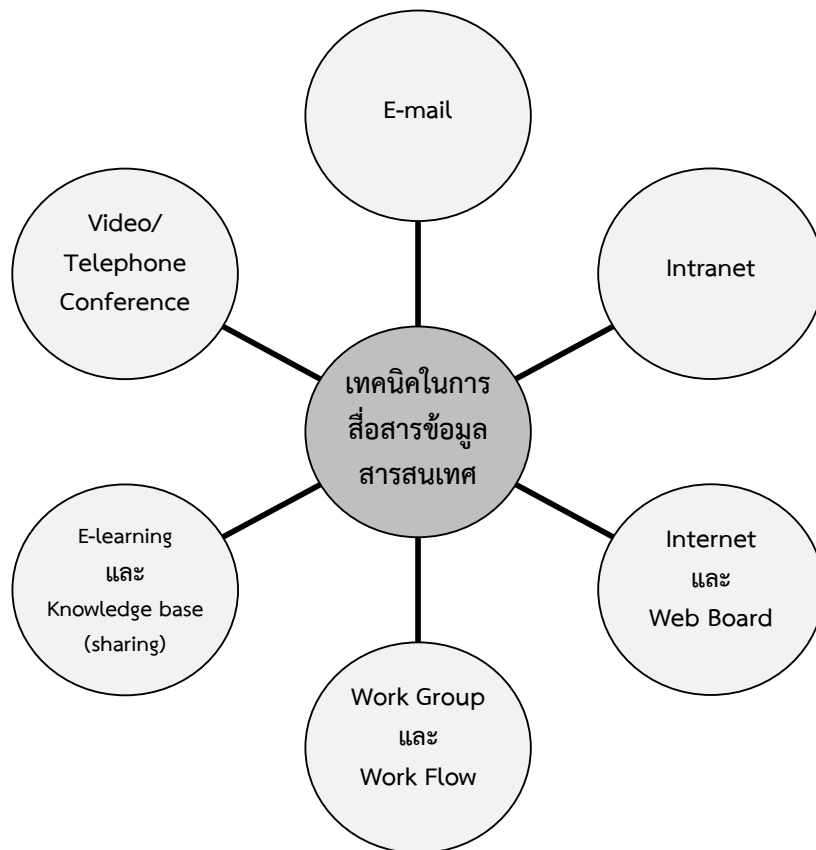 E-mail
Video/
Telephone
Conference
Intranet
เทคนิคในการ
สื่อสารข้อมูล
สารสนเทศ
E-learning
และ
Knowledge base
(sharing)
Internet
และ
Web Board
Work Group
และ
Work Flow